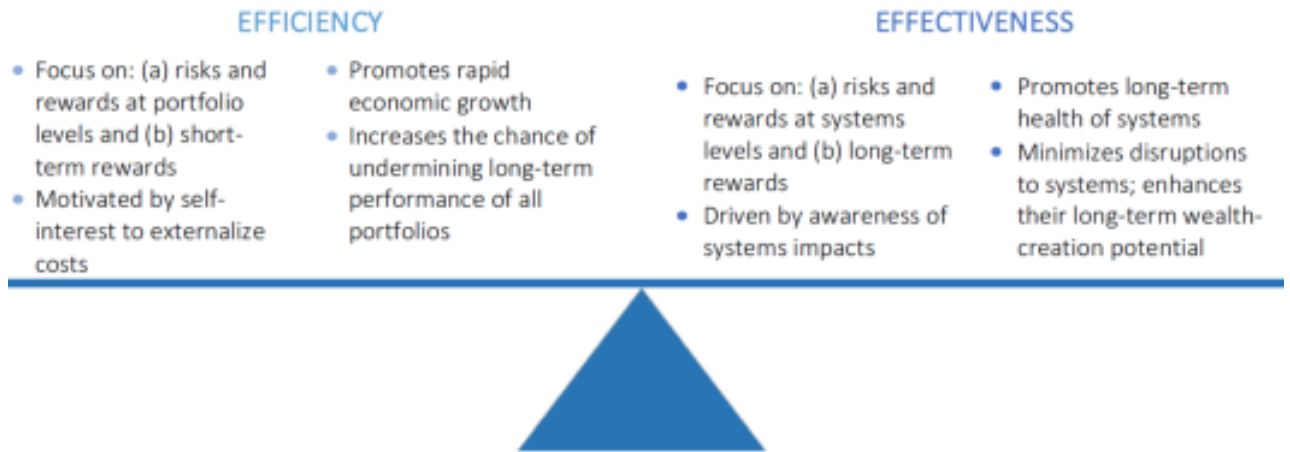 EFFICIENCY
• Focus on: (a) risks and
rewards at portfolio
levels and (b) short-
term rewards
• Motivated by self-
interest to externalize
costs
• Promotes rapid
economic growth
• Increases the chance of
undermining long-term
performance of all
portfolios
EFFECTIVENESS
• Focus on: (a) risks and
rewards at systems
levels and (b) long-term
rewards
• Driven by awareness of
systems impacts
• Promotes long-term
health of systems
• Minimizes disruptions
to systems; enhances
their long-term wealth-
creation potential